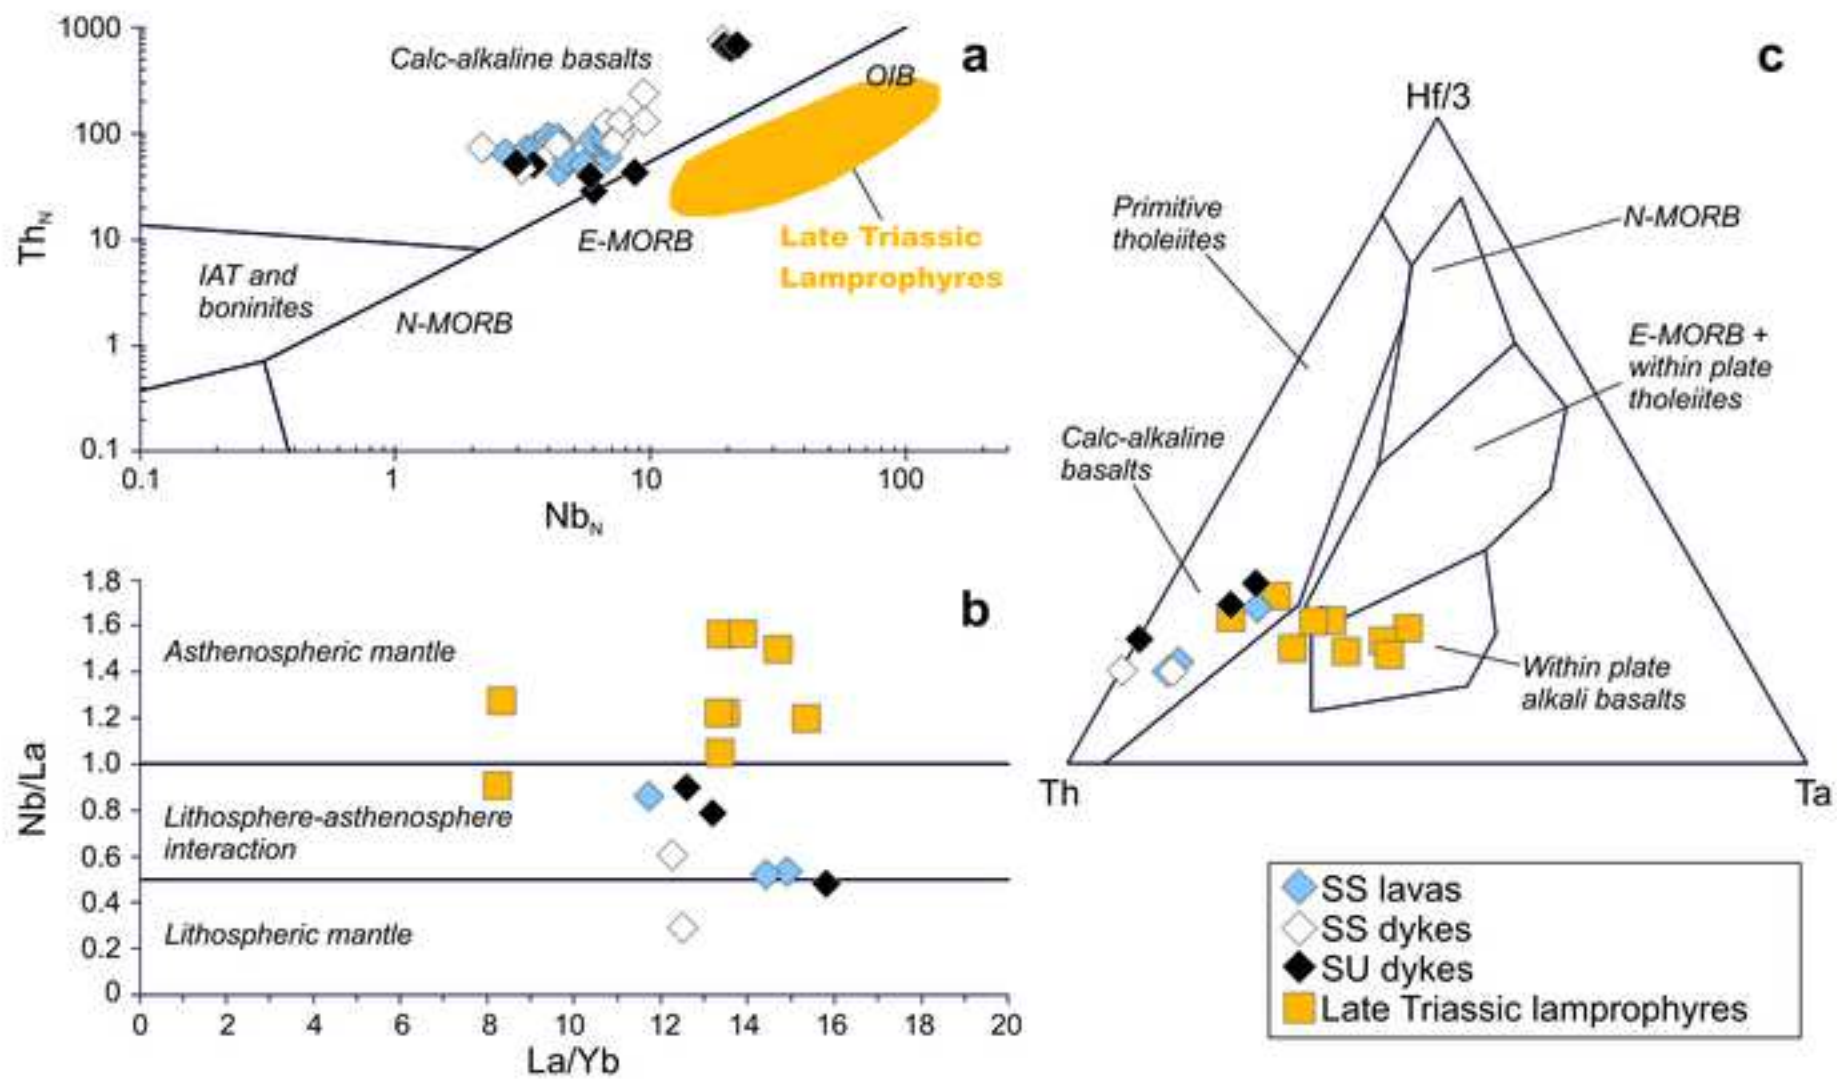 a
1000
100
10
1
0.1
Th_N
Calc-alkaline basalts
OIB
E-MORB
Late Triassic
Lamprophyres
IAT and
boninites
N-MORB
0.1
1
10
100
Nb_N
b
1.8
1.6
1.4
1.2
1.0
0.8
0.6
0.4
0.2
0
Nb/La
Asthenospheric mantle
Lithosphere-asthenosphere
interaction
Lithospheric mantle
0
2
4
6
8
10
12
14
16
18
20
La/Yb
c
Hf/3
Primitive
tholeiites
N-MORB
E-MORB +
within plate
tholeiites
Calc-alkaline
basalts
Within plate
alkali basalts
Th
Ta
SS lavas
SS dykes
SU dykes
Late Triassic lamprophyres